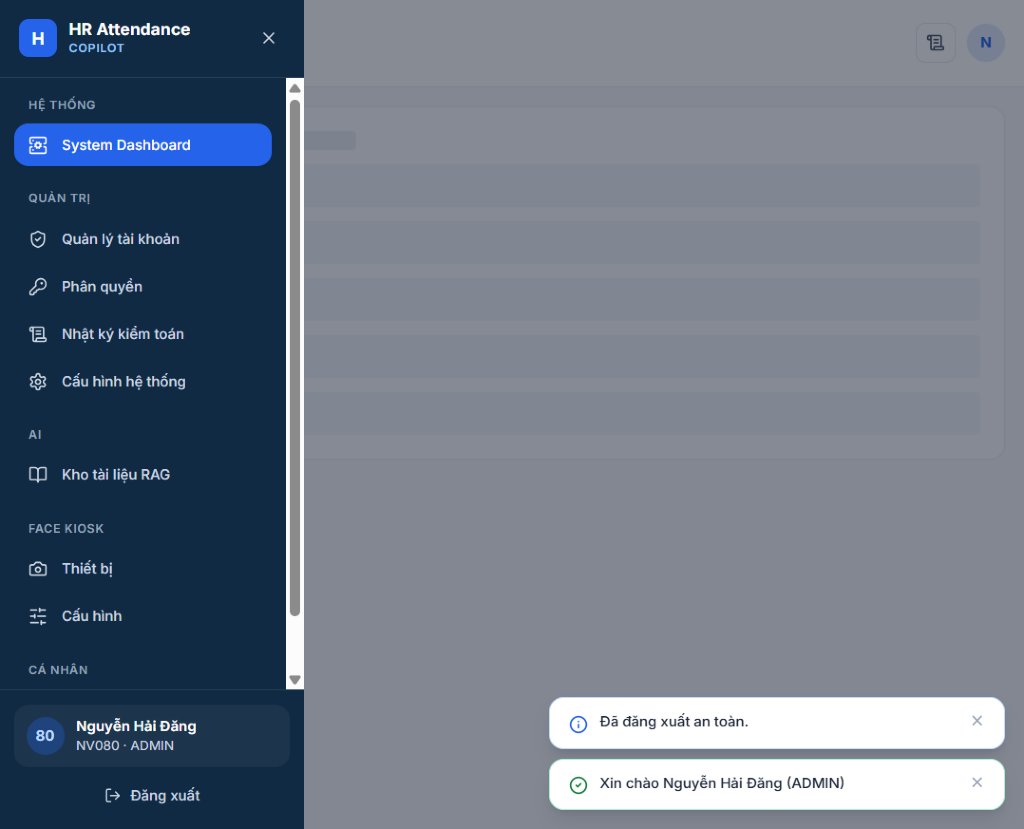 H
HR Attendance
COPILOT
N
HỆ THỐNG
System Dashboard
QUẢN TRỊ
Quản lý tài khoản
Phân quyền
Nhật ký kiểm toán
Cấu hình hệ thống
AI
Kho tài liệu RAG
FACE KIOSK
Thiết bị
Cấu hình
CÁ NHÂN
80
Nguyễn Hải Đăng
NV080 · ADMIN
Đăng xuất
Đã đăng xuất an toàn.
Xin chào Nguyễn Hải Đăng (ADMIN)